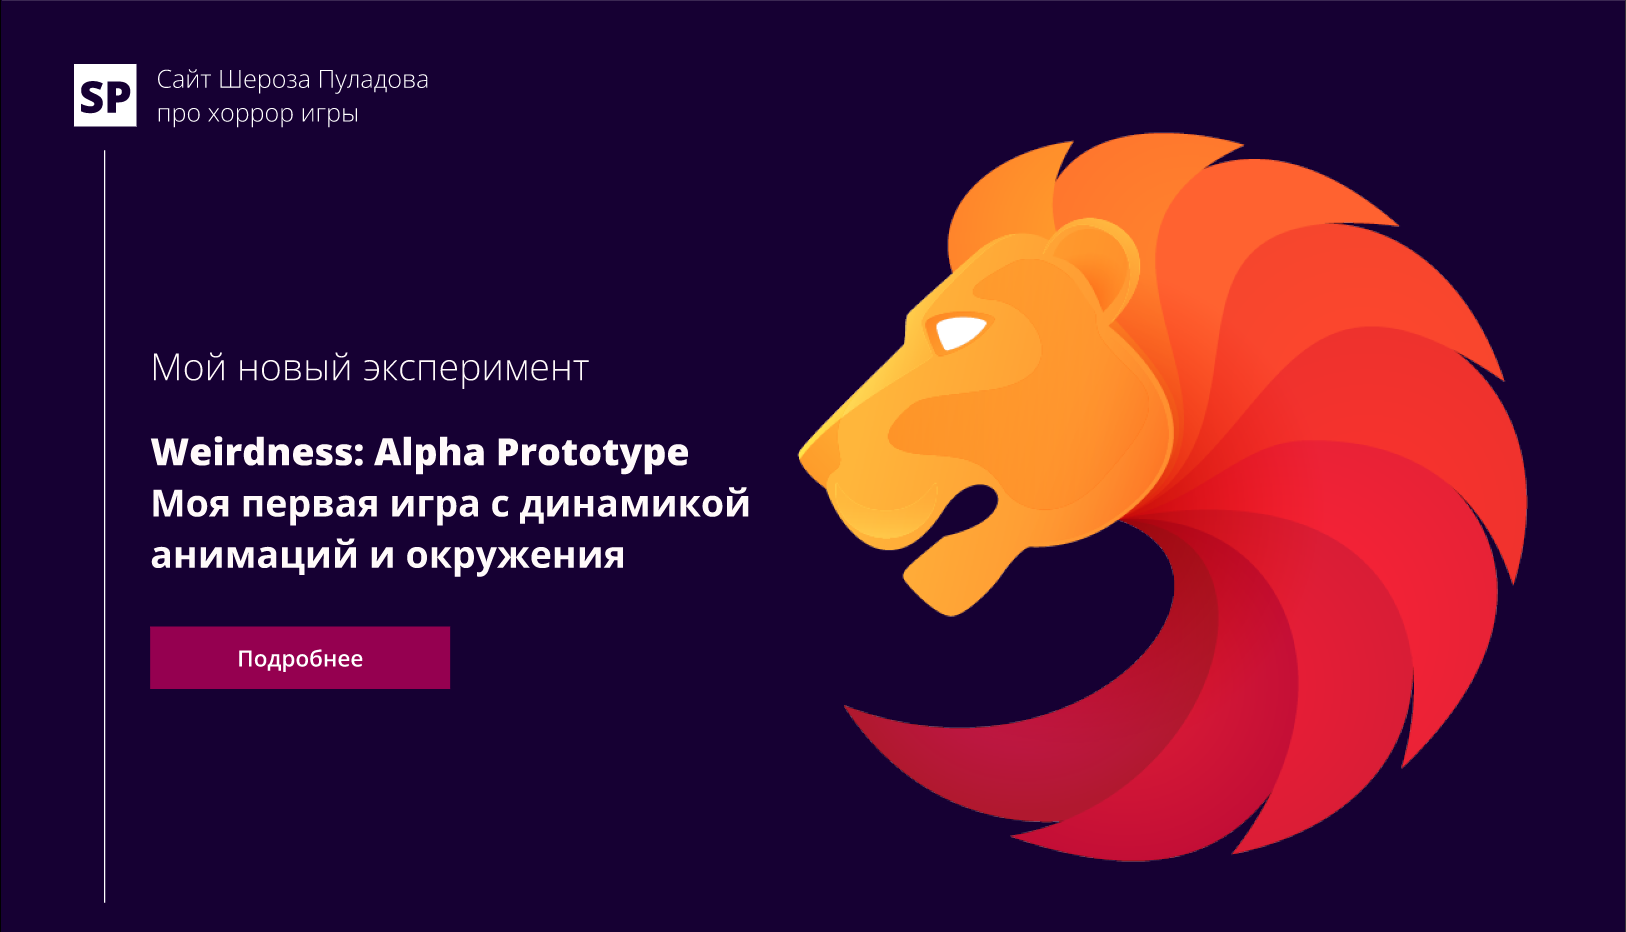 SP
Сайт Шероза Пуладова
про хоррор игры
Мой новый эксперимент
Weirdness: Alpha Prototype
Моя первая игра с динамикой
анимаций и окружения
Подробнее